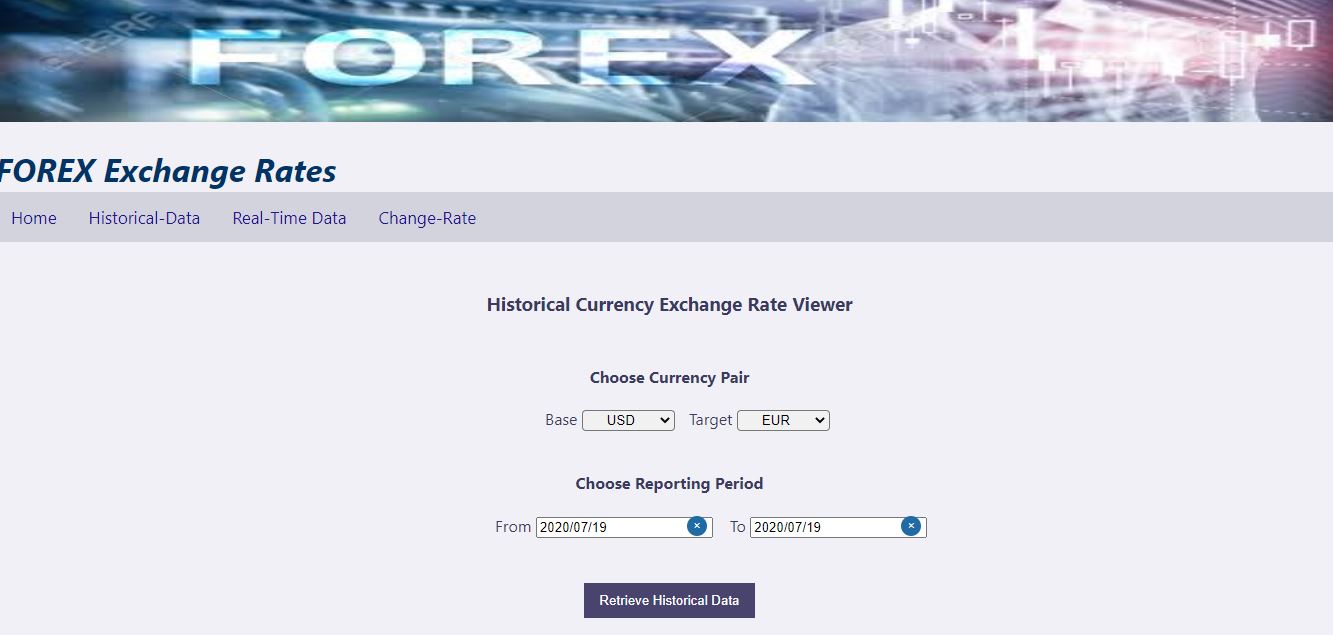 FOREX
FOREX Exchange Rates
Home Historical-Data Real-Time Data Change-Rate
Historical Currency Exchange Rate Viewer
Choose Currency Pair
Base USD Target EUR
Choose Reporting Period
From 2020/07/19 To 2020/07/19
Retrieve Historical Data